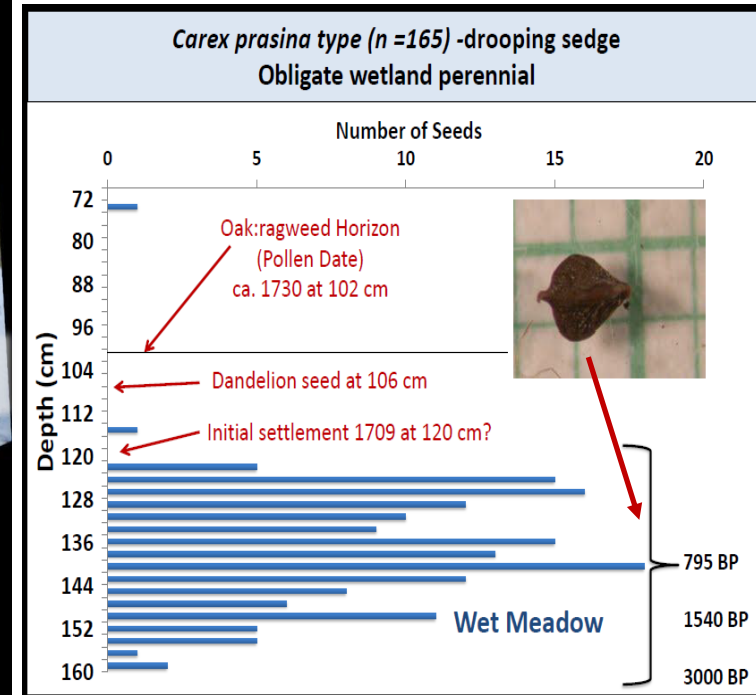 Carex prasina type (n =165) -drooping sedge
Obligate wetland perennial
Number of Seeds
0 5 10 15 20
Depth (cm)
72
80
88
96
104
112
120
128
136
144
152
160
Oak:ragweed Horizon
(Pollen Date)
ca. 1730 at 102 cm
Dandelion seed at 106 cm
Initial settlement 1709 at 120 cm?
Wet Meadow
795 BP
1540 BP
3000 BP